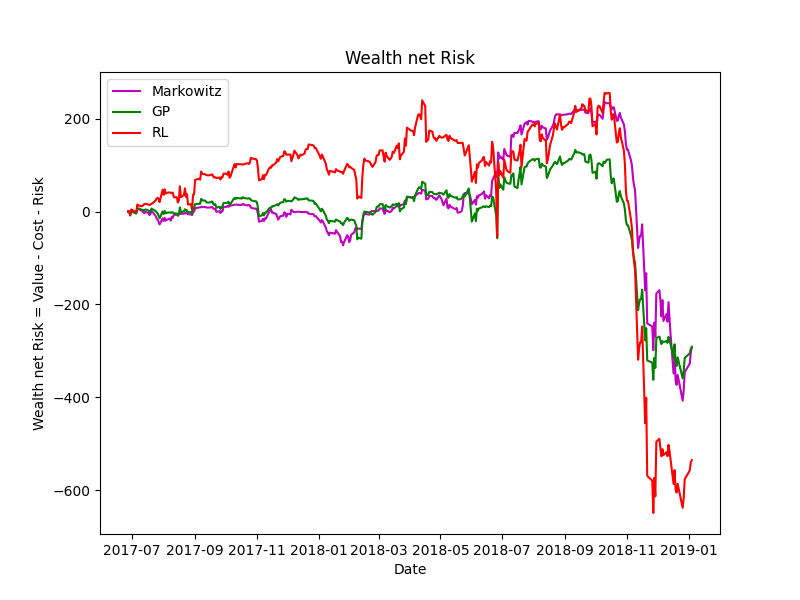 Wealth net Risk
Markowitz
GP
RL
Wealth net Risk = Value - Cost - Risk
200
0
−200
−400
−600
2017-07 2017-09 2017-11 2018-01 2018-03 2018-05 2018-07 2018-09 2018-11 2019-01
Date